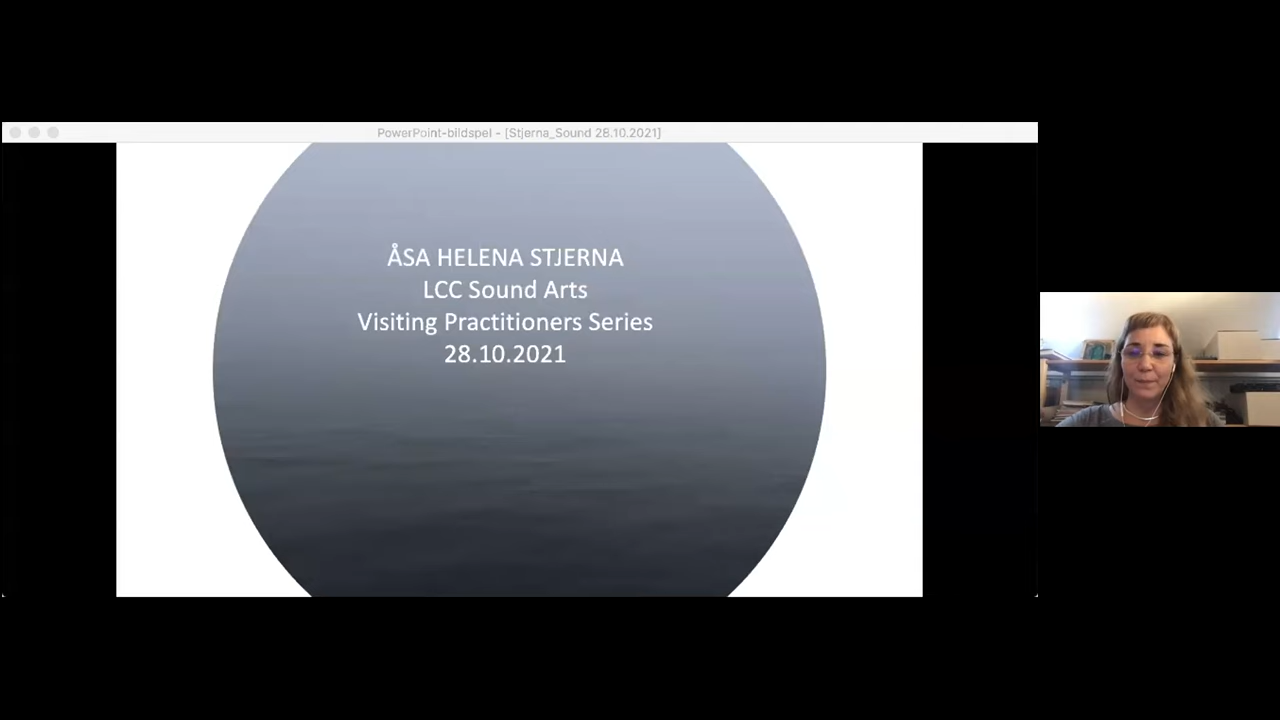 PowerPoint-bildspel - [Stjerna_Sound 28.10.2021]
ÅSA HELENA STJERNA
LCC Sound Arts
Visiting Practitioners Series
28.10.2021